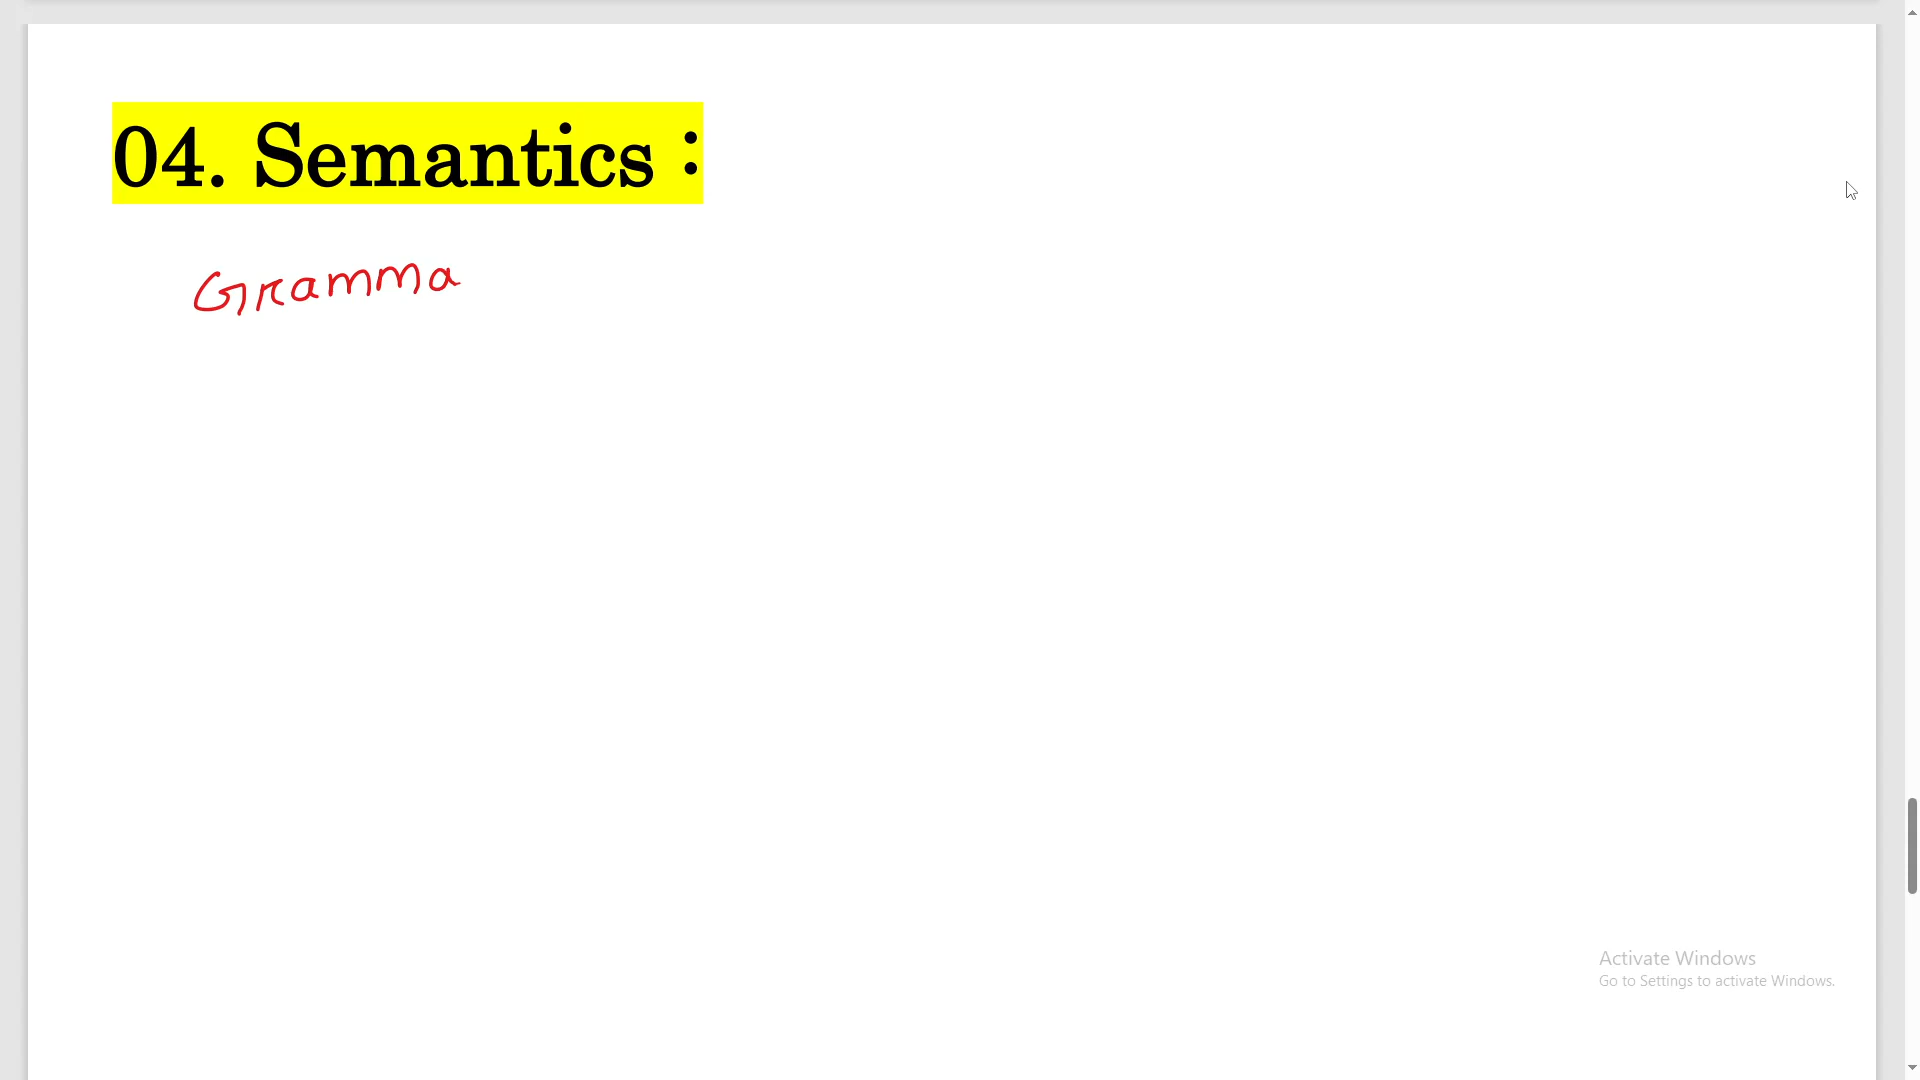 04. Semantics :
Gramma
Activate Windows
Go to Settings to activate Windows.